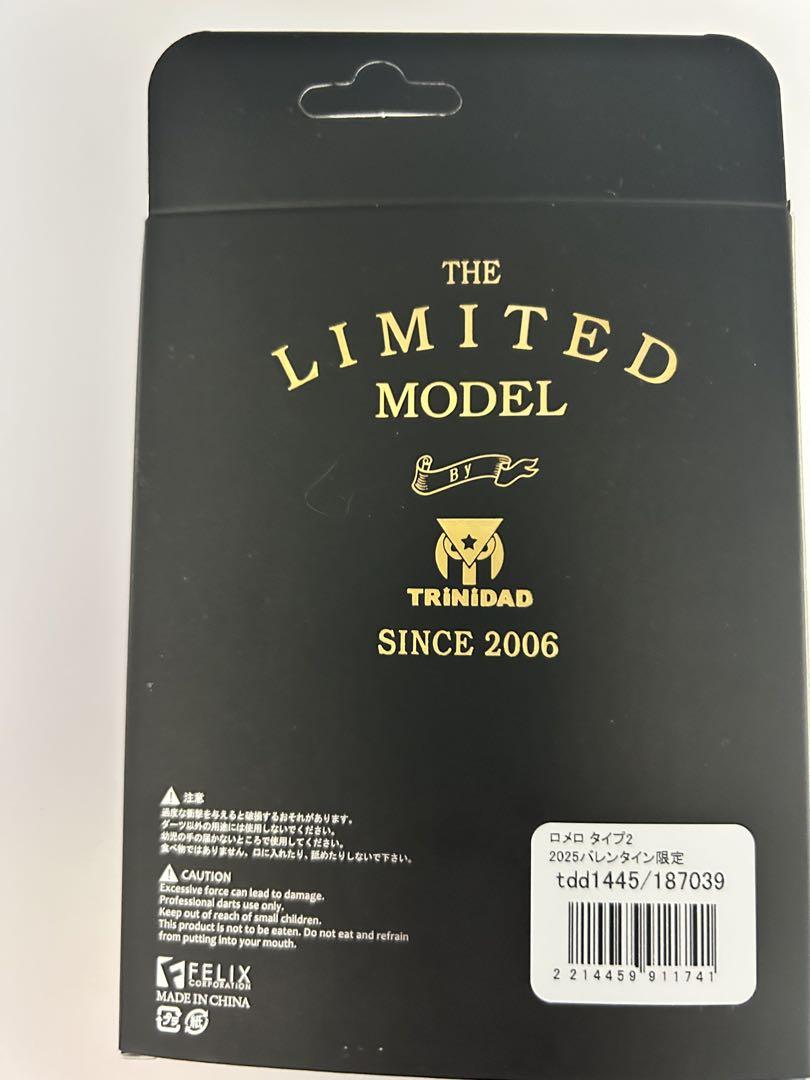 THE
LIMITED
MODEL
By
TRiNiDAD
SINCE 2006
注意
過度な衝撃を与えると破損するおそれがあります。
ダーツ以外の用途には使用しないでください。
幼児の手の届かないところで使用してください。
食べ物ではありません、口に入れたり、舐めたりしないで下さい。
CAUTION
Excessive force can lead to damage.
Professional darts use only.
Keep out of reach of small children.
This product is not to be eaten. Do not eat and refrain
from putting into your mouth.
FELIX
CORPORATION
MADE IN CHINA
プラ
紙
ロメロ タイプ2
2025バレンタイン限定
tdd1445/187039
2 214459 911741